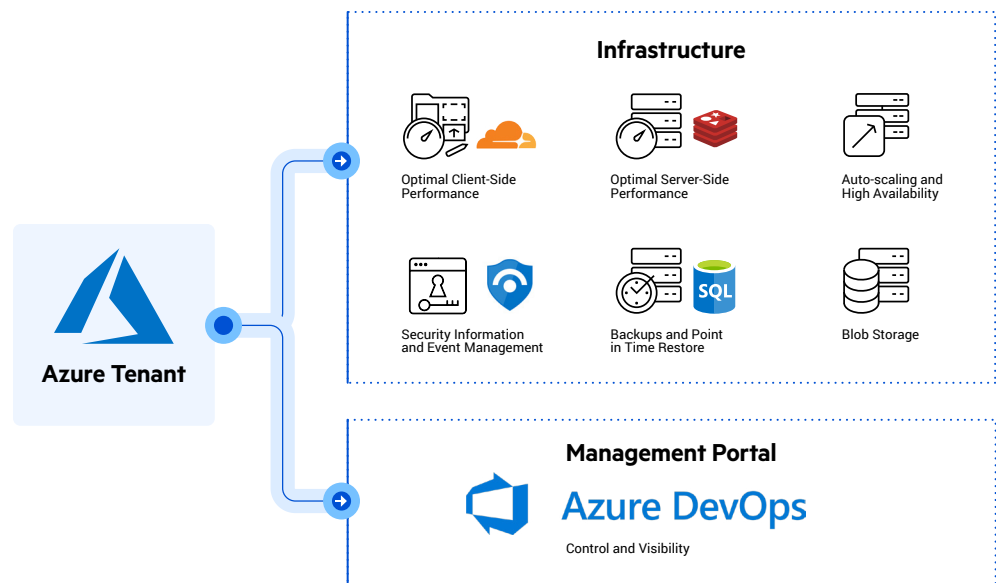 Infrastructure
Optimal Client-Side
Performance
Optimal Server-Side
Performance
Auto-scaling and
High Availability
Security Information
and Event Management
SQL
Backups and Point
in Time Restore
Blob Storage
Azure Tenant
Management Portal
Azure DevOps
Control and Visibility